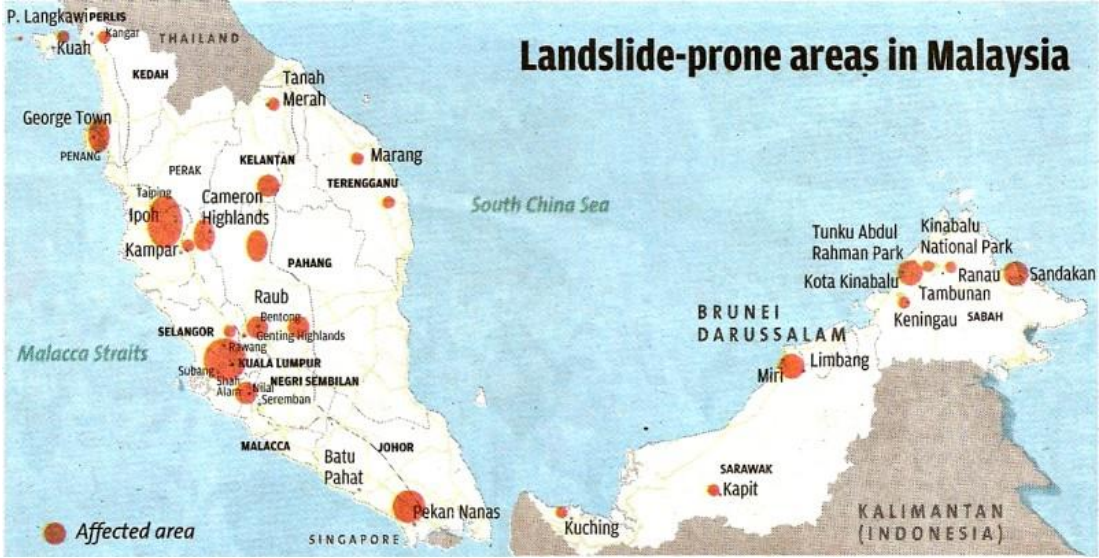 Landslide-prone areas in Malaysia
P. Langkawi
PERLIS
Kangar
Kuah
THAILAND
KEDAH
Tanah
Merah
George Town
PENANG
Marang
KELANTAN
PERAK
TERENGGANU
Taiping
Cameron
Highlands
Ipoh
Kampar
PAHANG
South China Sea
Raub
Bentong
Genting Highlands
SELANGOR
Rawang
Malacca Straits
KUALA LUMPUR
Subang
Shah
Alam
Nilai
NEGRI SEMBILAN
Seremban
MALACCA
JOHOR
Batu
Pahat
Pekan Nanas
SINGAPORE
Affected area
Tunku Abdul
Rahman Park
Kinabalu
National Park
Kota Kinabalu
Ranau
Sandakan
Tambunan
Keningau
SABAH
BRUNEI
DARUSSALAM
Limbang
Miri
SARAWAK
Kapit
Kuching
KALIMANTAN
(INDONESIA)